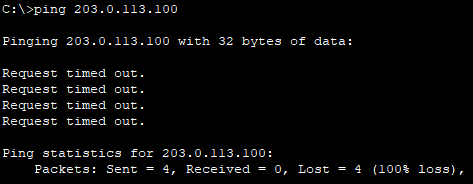 C:\>ping 203.0.113.100
Pinging 203.0.113.100 with 32 bytes of data:
Request timed out.
Request timed out.
Request timed out.
Request timed out.
Ping statistics for 203.0.113.100:
    Packets: Sent = 4, Received = 0, Lost = 4 (100% loss),